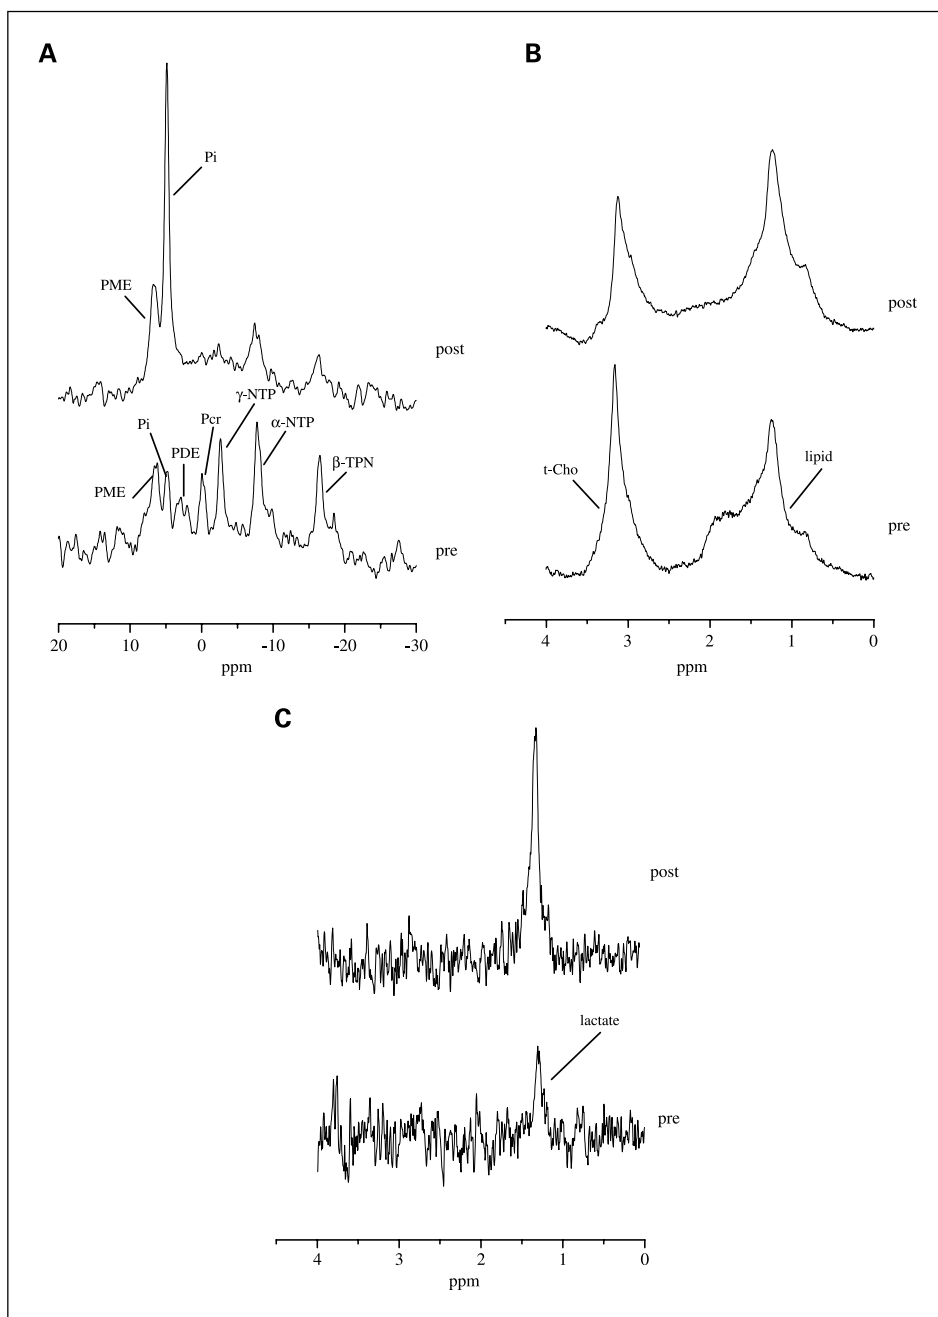 A
B
Pi
PME
post
post
γ-NTP
Pcr
α-NTP
Pi
PDE
β-TPN
PME
pre
t-Cho
lipid
pre
20 10 0 -10 -20 -30
ppm
4 3 2 1 0
ppm
C
post
lactate
pre
4 3 2 1 0
ppm